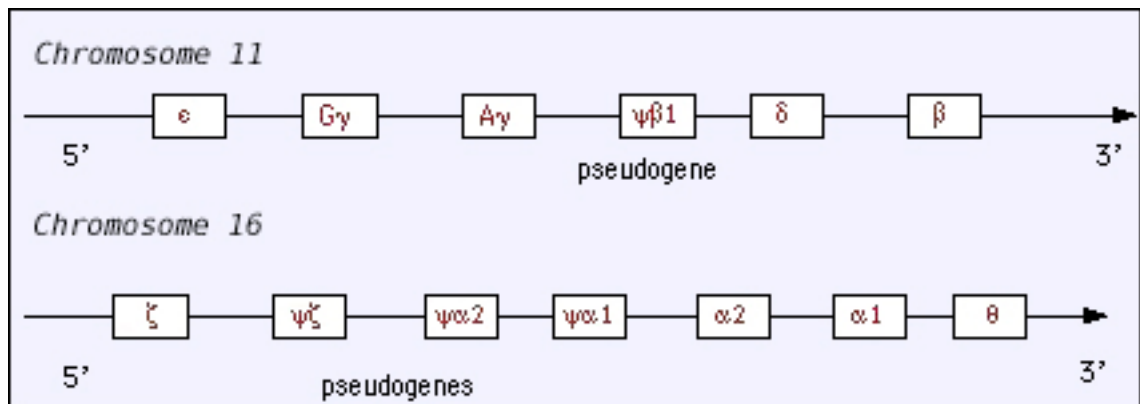 Chromosome 11
ε Gγ Aγ ψβ1 δ β
5’ 3’
pseudogene
Chromosome 16
ζ ψζ ψα2 ψα1 α2 α1 θ
5’ 3’
pseudogenes